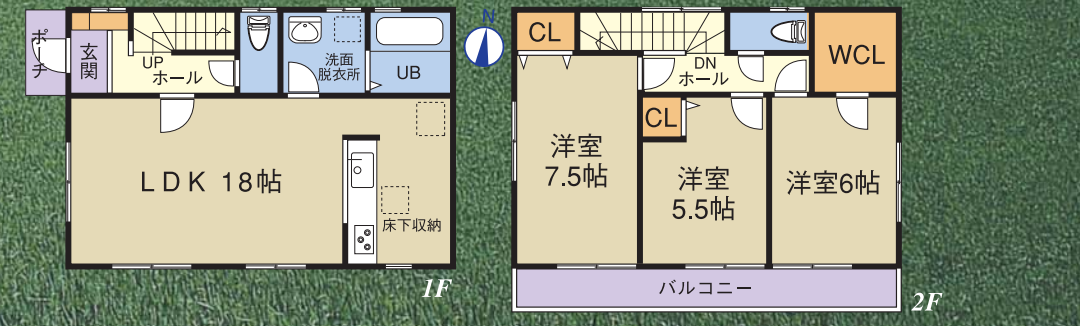 ポーチ
玄関
UP
ホール
洗面
脱衣所
UB
LDK 18帖
床下収納
1F
N
CL
DN
ホール
WCL
CL
洋室
7.5帖
洋室
5.5帖
洋室6帖
バルコニー
2F